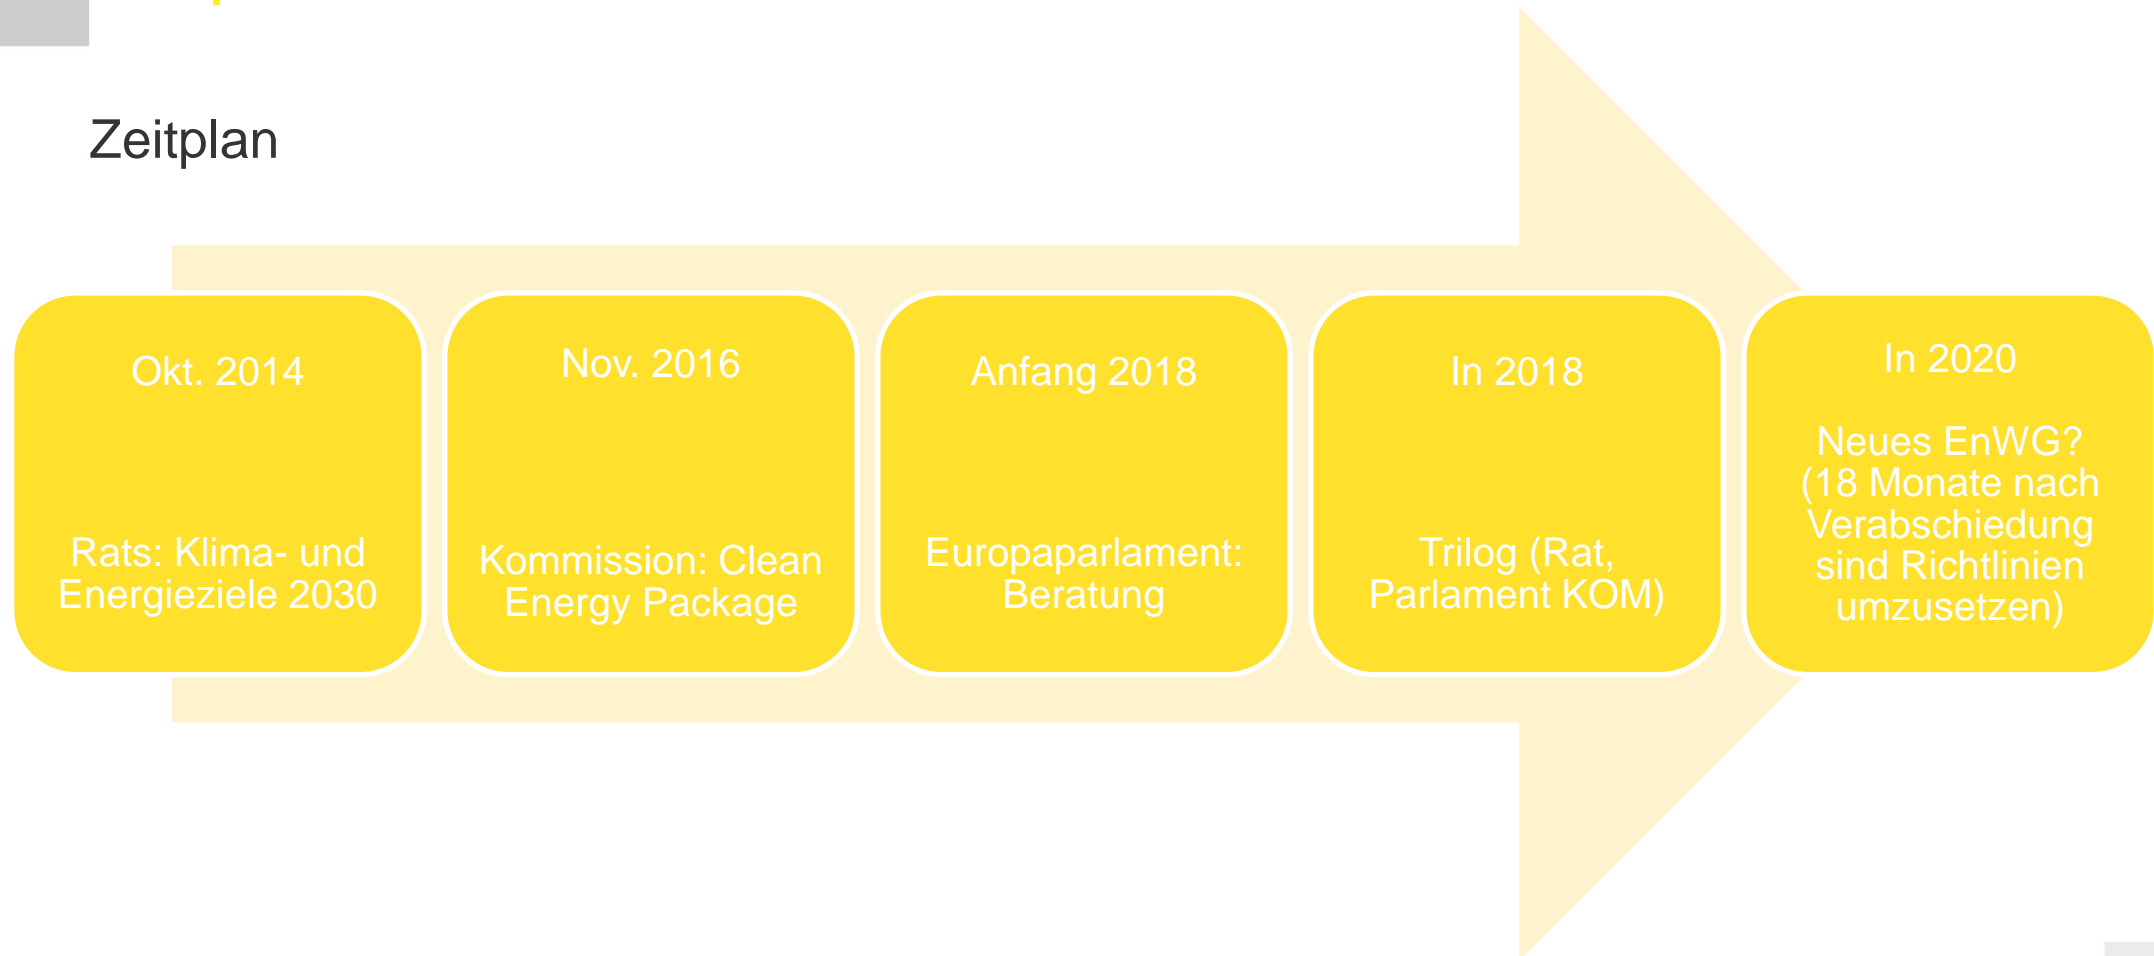 Zeitplan
Okt. 2014
Rats: Klima- und
Energieziele 2030
Nov. 2016
Kommission: Clean
Energy Package
Anfang 2018
Europaparlament:
Beratung
In 2018
Trilog (Rat,
Parlament KOM)
In 2020
Neues EnWG?
(18 Monate nach
Verabschiedung
sind Richtlinien
umzusetzen)